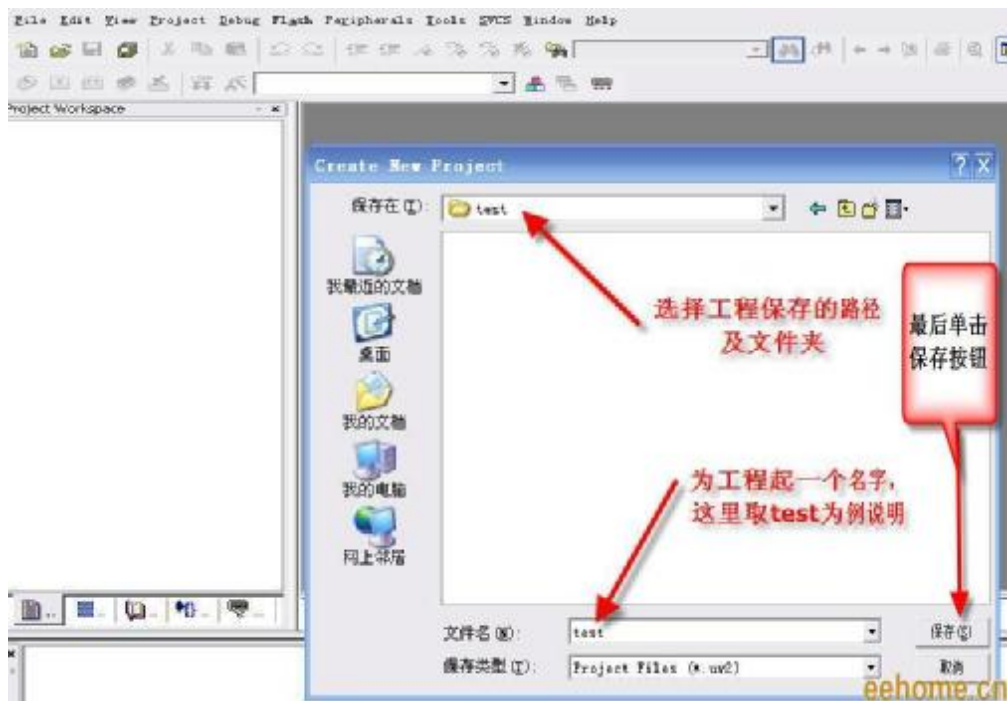 File Edit View Project Debug Flash Peripherals Tools SVCS Window Help
Project Workspace
Create New Project
保存在(I):
test
我最近的文档
桌面
我的文档
我的电脑
网上邻居
选择工程保存的路径
及文件夹
最后单击
保存按钮
为工程起一个名字,
这里取test为例说明
文件名(N):
test
保存(S)
保存类型(T):
Project Files (*.uv2)
取消
eehome.cn